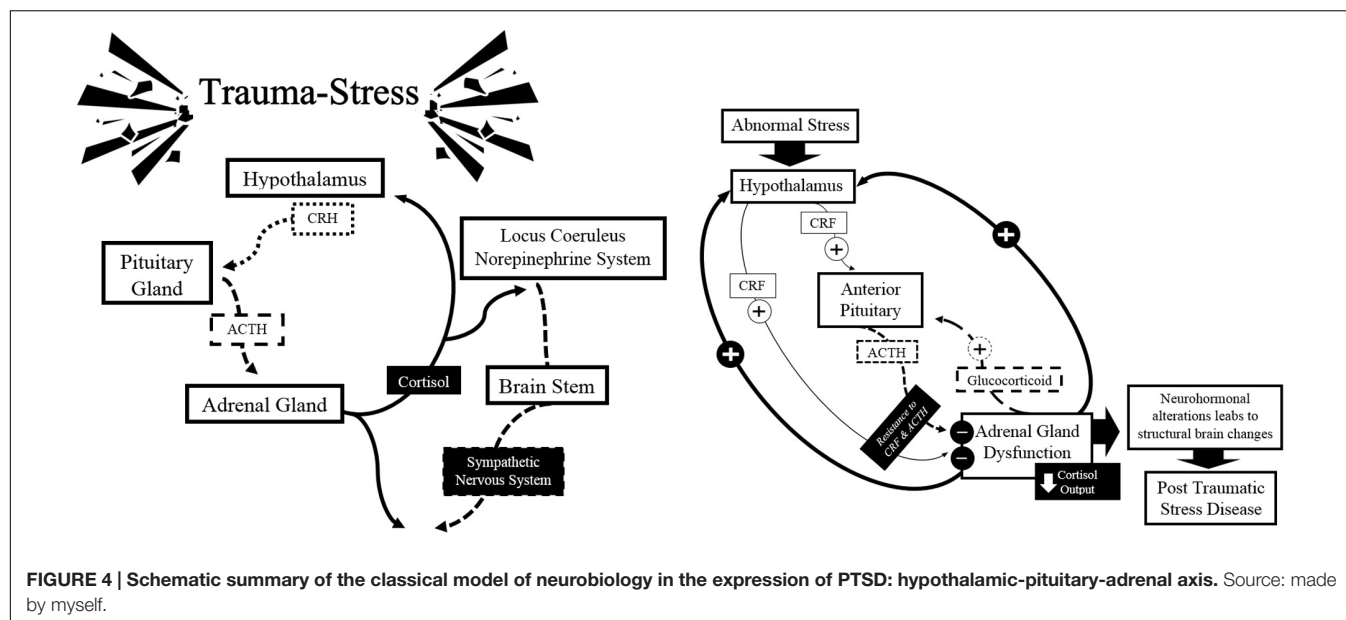 Trauma-Stress
Hypothalamus
CRH
Pituitary
Gland
ACTH
Adrenal Gland
Cortisol
Locus Coeruleus
Norepinephrine System
Brain Stem
Sympathetic
Nervous System
Abnormal Stress
Hypothalamus
CRF
+
CRF
+
Anterior
Pituitary
ACTH
+
Glucocorticoid
+
+
Resistance to
CRF & ACTH
−
−
Adrenal Gland
Dysfunction
Cortisol
Output
Neurohormonal
alterations leabs to
structural brain changes
Post Traumatic
Stress Disease
FIGURE 4 | Schematic summary of the classical model of neurobiology in the expression of PTSD: hypothalamic-pituitary-adrenal axis. Source: made
by myself.